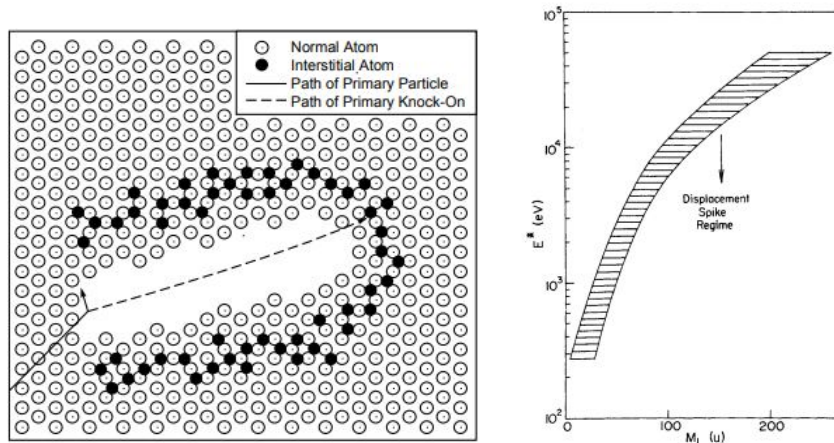 Normal Atom
Interstitial Atom
Path of Primary Particle
Path of Primary Knock-On
10⁵
10⁴
10³
10²
E* (eV)
Displacement
Spike
Regime
0
100
200
M₁ (u)